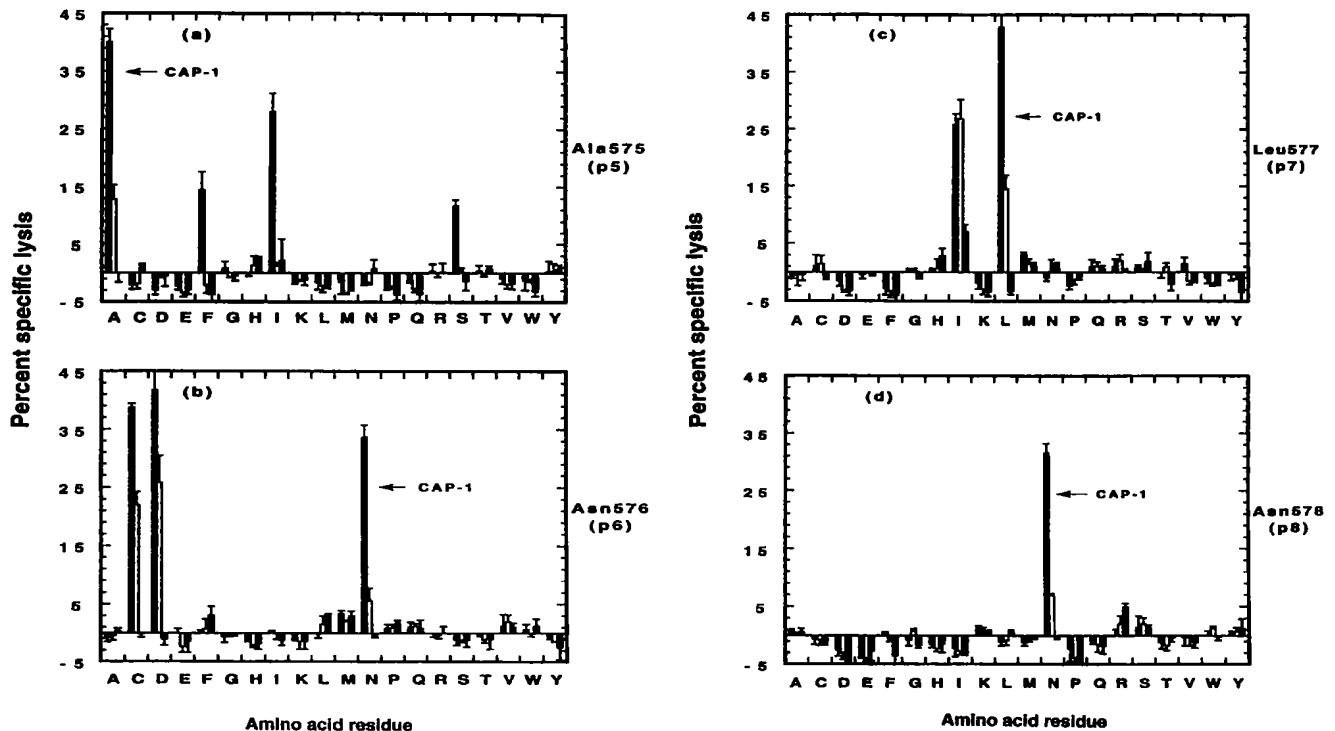 45
35
25
15
5
-5
(a)
CAP-1
A C D E F G H I K L M N P Q R S T V W Y
Ala575
(p5)
Percent specific lysis
45
35
25
15
5
-5
(b)
CAP-1
A C D E F G H I K L M N P Q R S T V W Y
Asn576
(p6)
Amino acid residue
45
35
25
15
5
-5
(c)
CAP-1
A C D E F G H I K L M N P Q R S T V W Y
Leu577
(p7)
Percent specific lysis
45
35
25
15
5
-5
(d)
CAP-1
A C D E F G H I K L M N P Q R S T V W Y
Asn578
(p8)
Amino acid residue